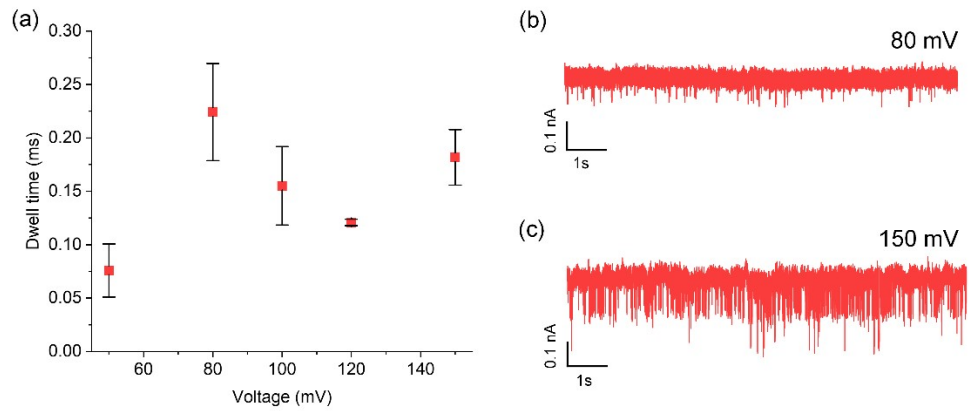 (a)
0.30
0.25
0.20
0.15
0.10
0.05
0.00
Dwell time (ms)
60 80 100 120 140
Voltage (mV)
(b)
80 mV
0.1 nA
1s
(c)
150 mV
0.1 nA
1s